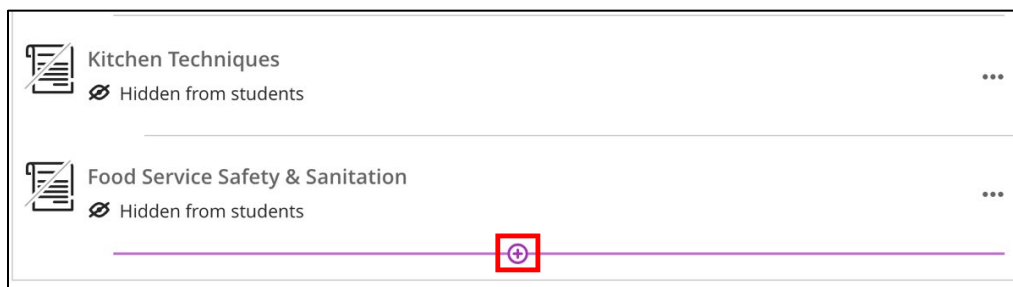 Kitchen Techniques
Hidden from students
Food Service Safety & Sanitation
Hidden from students